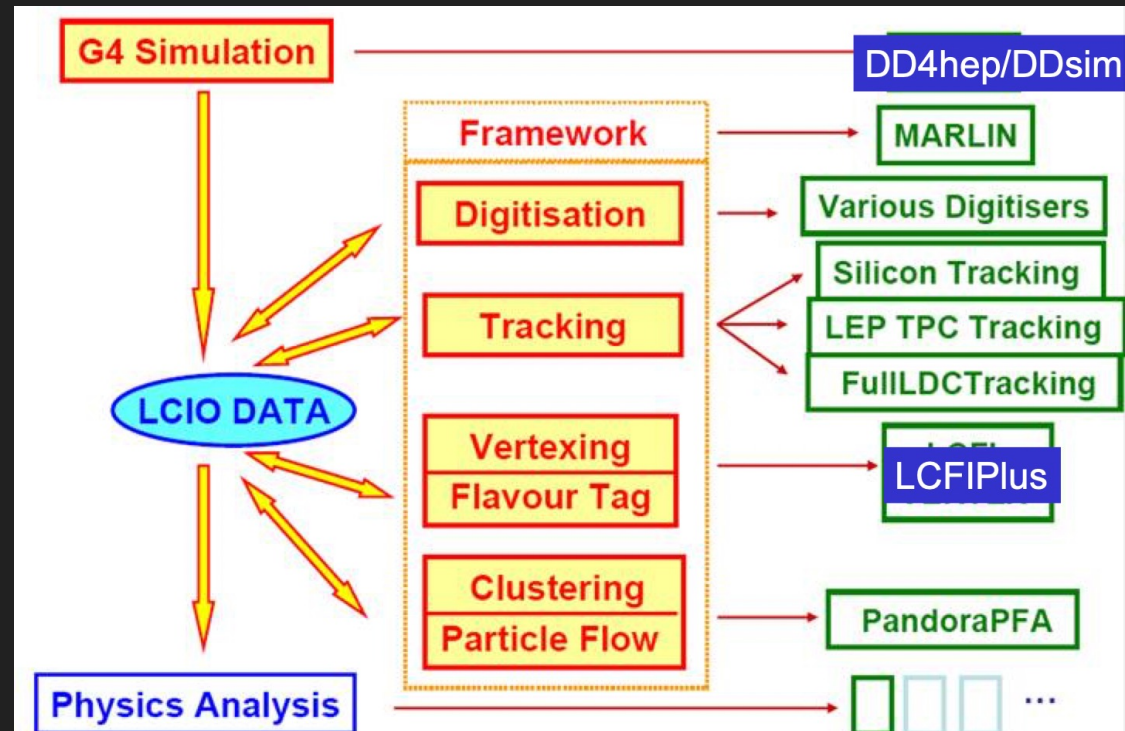 G4 Simulation
DD4hep/DDsim
Framework
MARLIN
Digitisation
Various Digitisers
Silicon Tracking
Tracking
LEP TPC Tracking
FullLDCTracking
LCIO DATA
Vertexing
Flavour Tag
LCFIPlus
Clustering
Particle Flow
PandoraPFA
Physics Analysis
...